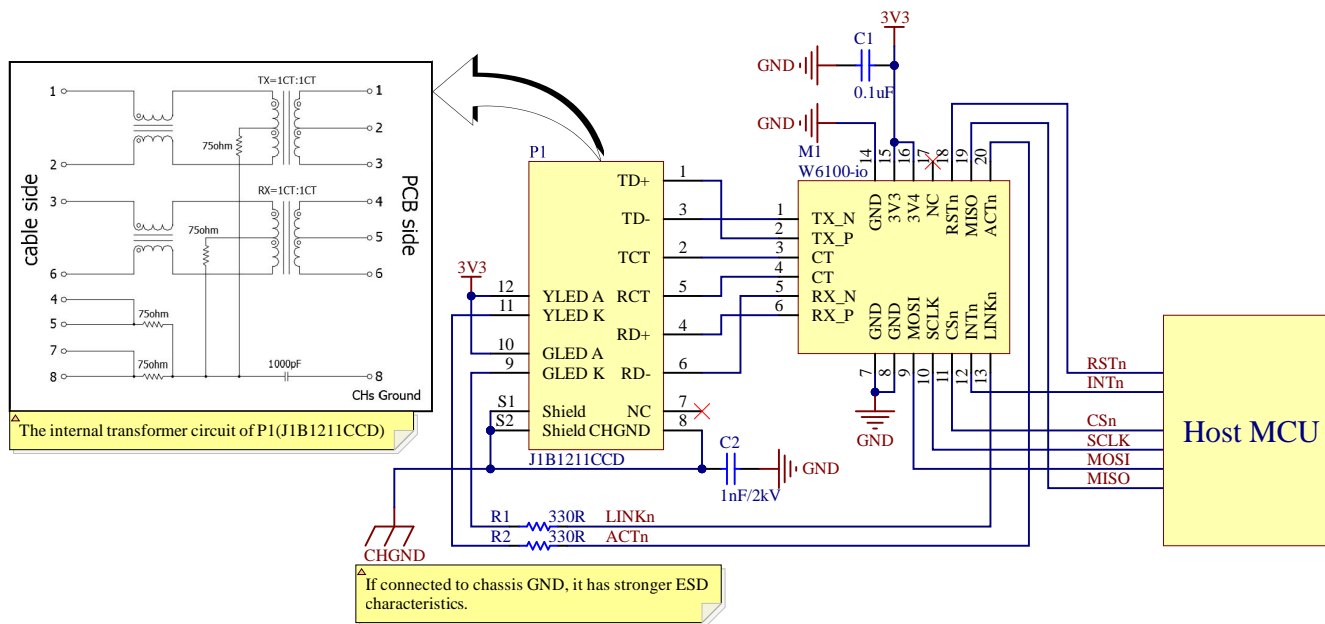 3V3
C1
GND
0.1uF
GND
TX=1CT:1CT
1
1
75ohm
2
2
3
RX=1CT:1CT
3
4
75ohm
5
6
6
4
75ohm
5
7
75ohm
1000pF
8
8
CHs Ground
cable side
PCB side
The internal transformer circuit of P1(J1B1211CCD)
P1
TD+
1
TD-
3
TCT
2
3V3
12
YLED A
RCT
5
11
YLED K
RD+
4
10
GLED A
9
GLED K
RD-
6
S1
Shield
NC
7
S2
Shield
CHGND
8
J1B1211CCD
C2
GND
1nF/2kV
M1
W6100-io
14
15
16
17
18
19
20
GND
3V3
3V4
NC
RSTn
MISO
ACTn
1
TX_N
2
TX_P
3
CT
4
CT
5
RX_N
6
RX_P
GND
GND
MOSI
SCLK
CSn
INTn
LINKn
7
8
9
10
11
12
13
GND
RSTn
INTn
CSn
SCLK
MOSI
MISO
Host MCU
R1
330R
LINKn
R2
330R
ACTn
CHGND
If connected to chassis GND, it has stronger ESD
characteristics.